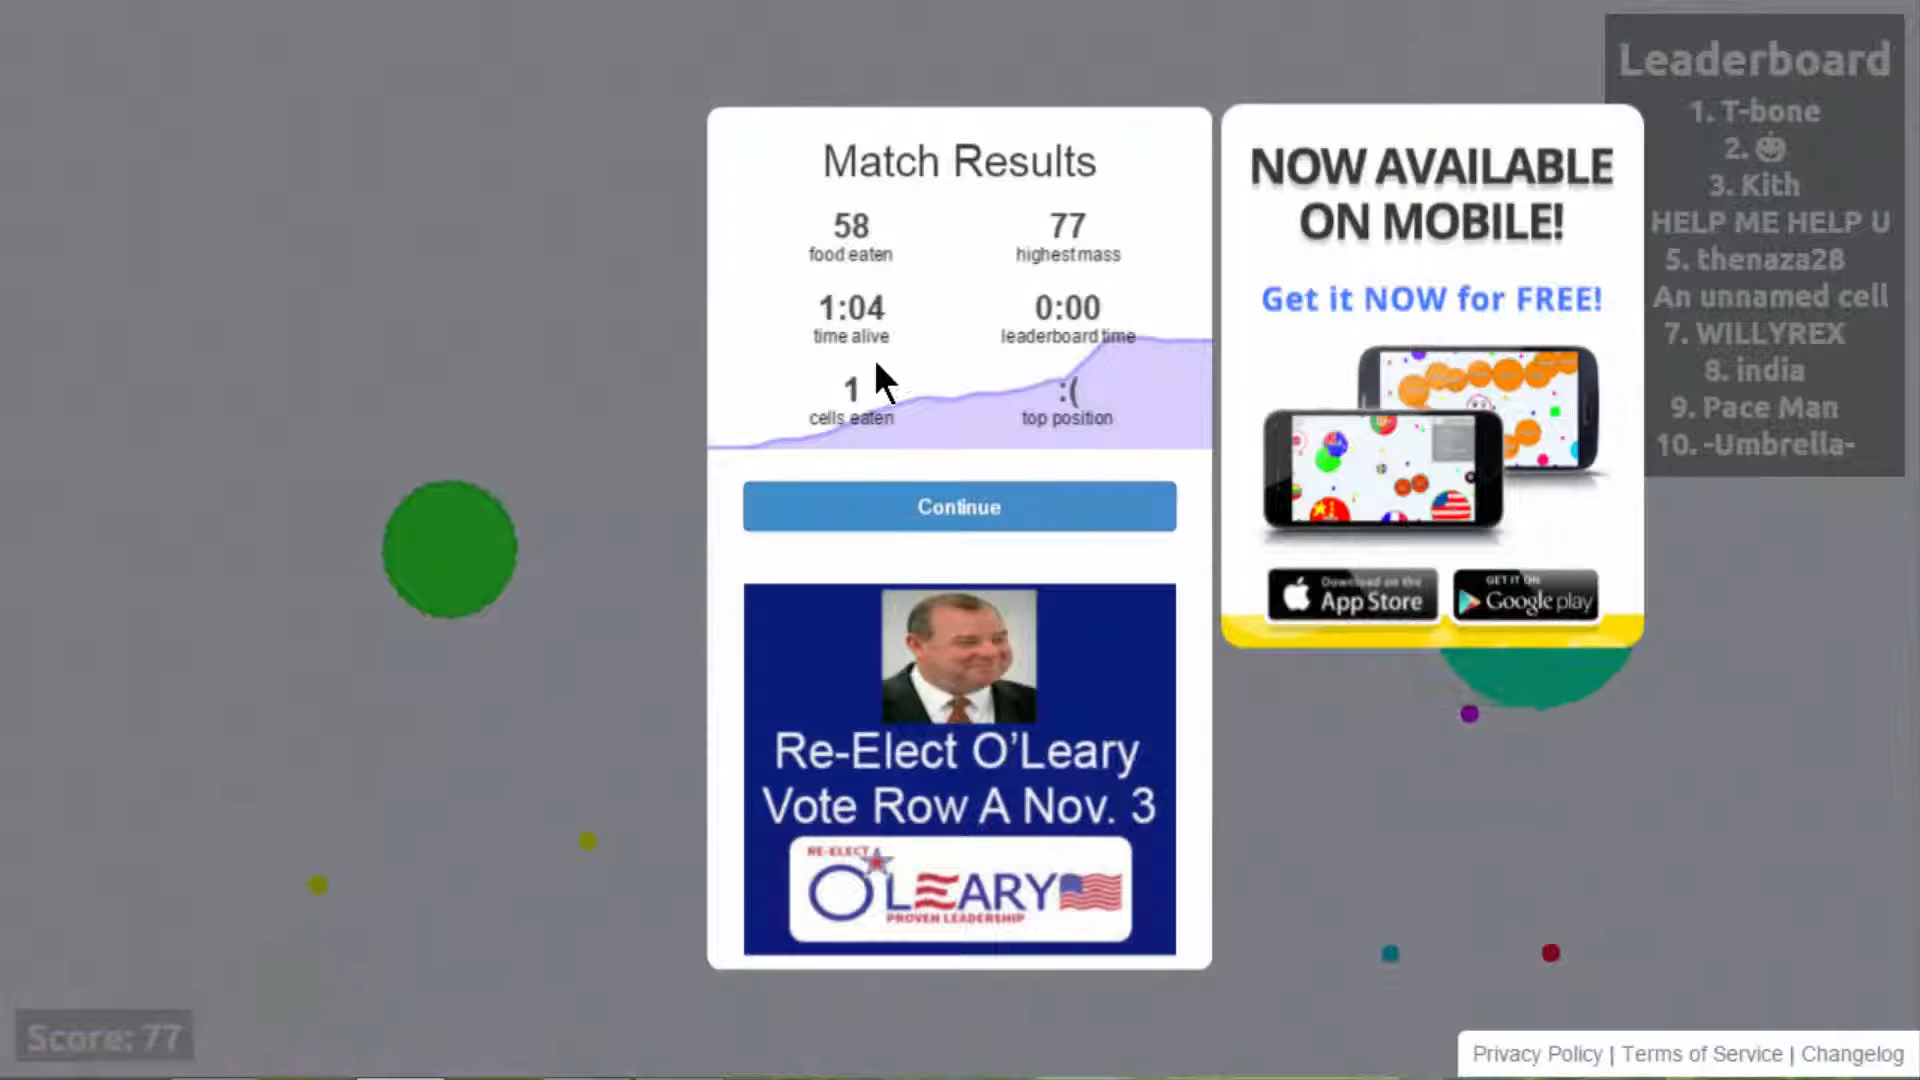 Leaderboard
1. T-bone
2.
3. Kith
HELP ME HELP U
5. thenaza28
An unnamed cell
7. WILLYREX
8. india
9. Pace Man
10. -Umbrella-
Match Results
58
food eaten
77
highest mass
1:04
time alive
0:00
leaderboard time
1
cells eaten
:(
top position
Continue
Re-Elect O'Leary
Vote Row A Nov. 3
RE-ELECT
O'LEARY
PROVEN LEADERSHIP
NOW AVAILABLE
ON MOBILE!
Get it NOW for FREE!
Download on the
App Store
GET IT ON
Google play
Score: 77
Privacy Policy | Terms of Service | Changelog